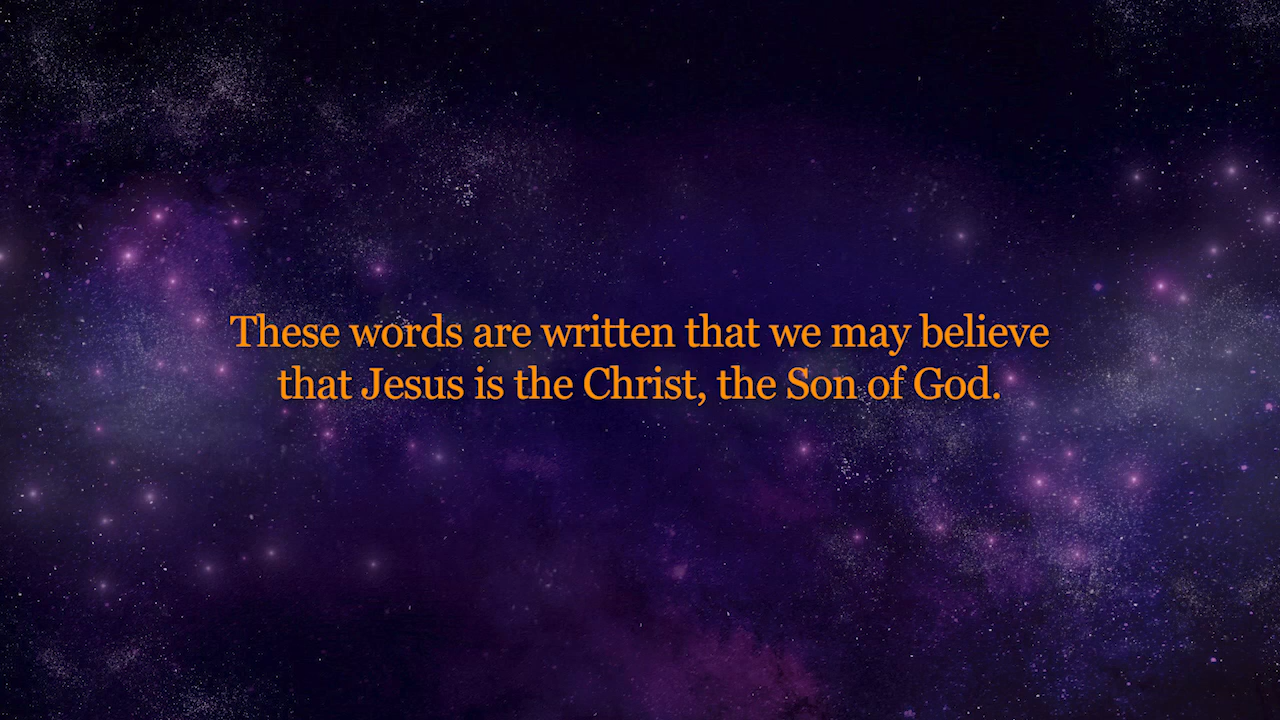 These words are written that we may believe
that Jesus is the Christ, the Son of God.